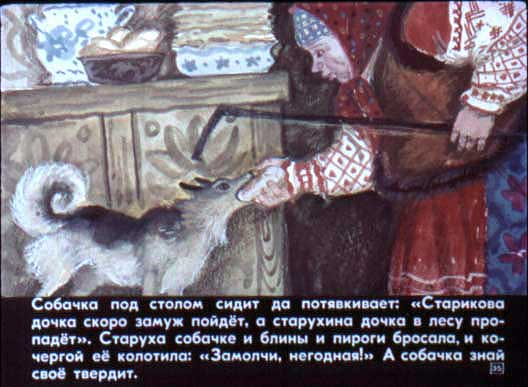 Собачка под столом сидит да потявкивает: «Старикова
дочка скоро замуж пойдёт, а старухина дочка в лесу про-
падёт». Старуха собачке и блины и пироги бросала, и ко-
чергой её колотила: «Замолчи, негодная!» А собачка знай
своё твердит.
35